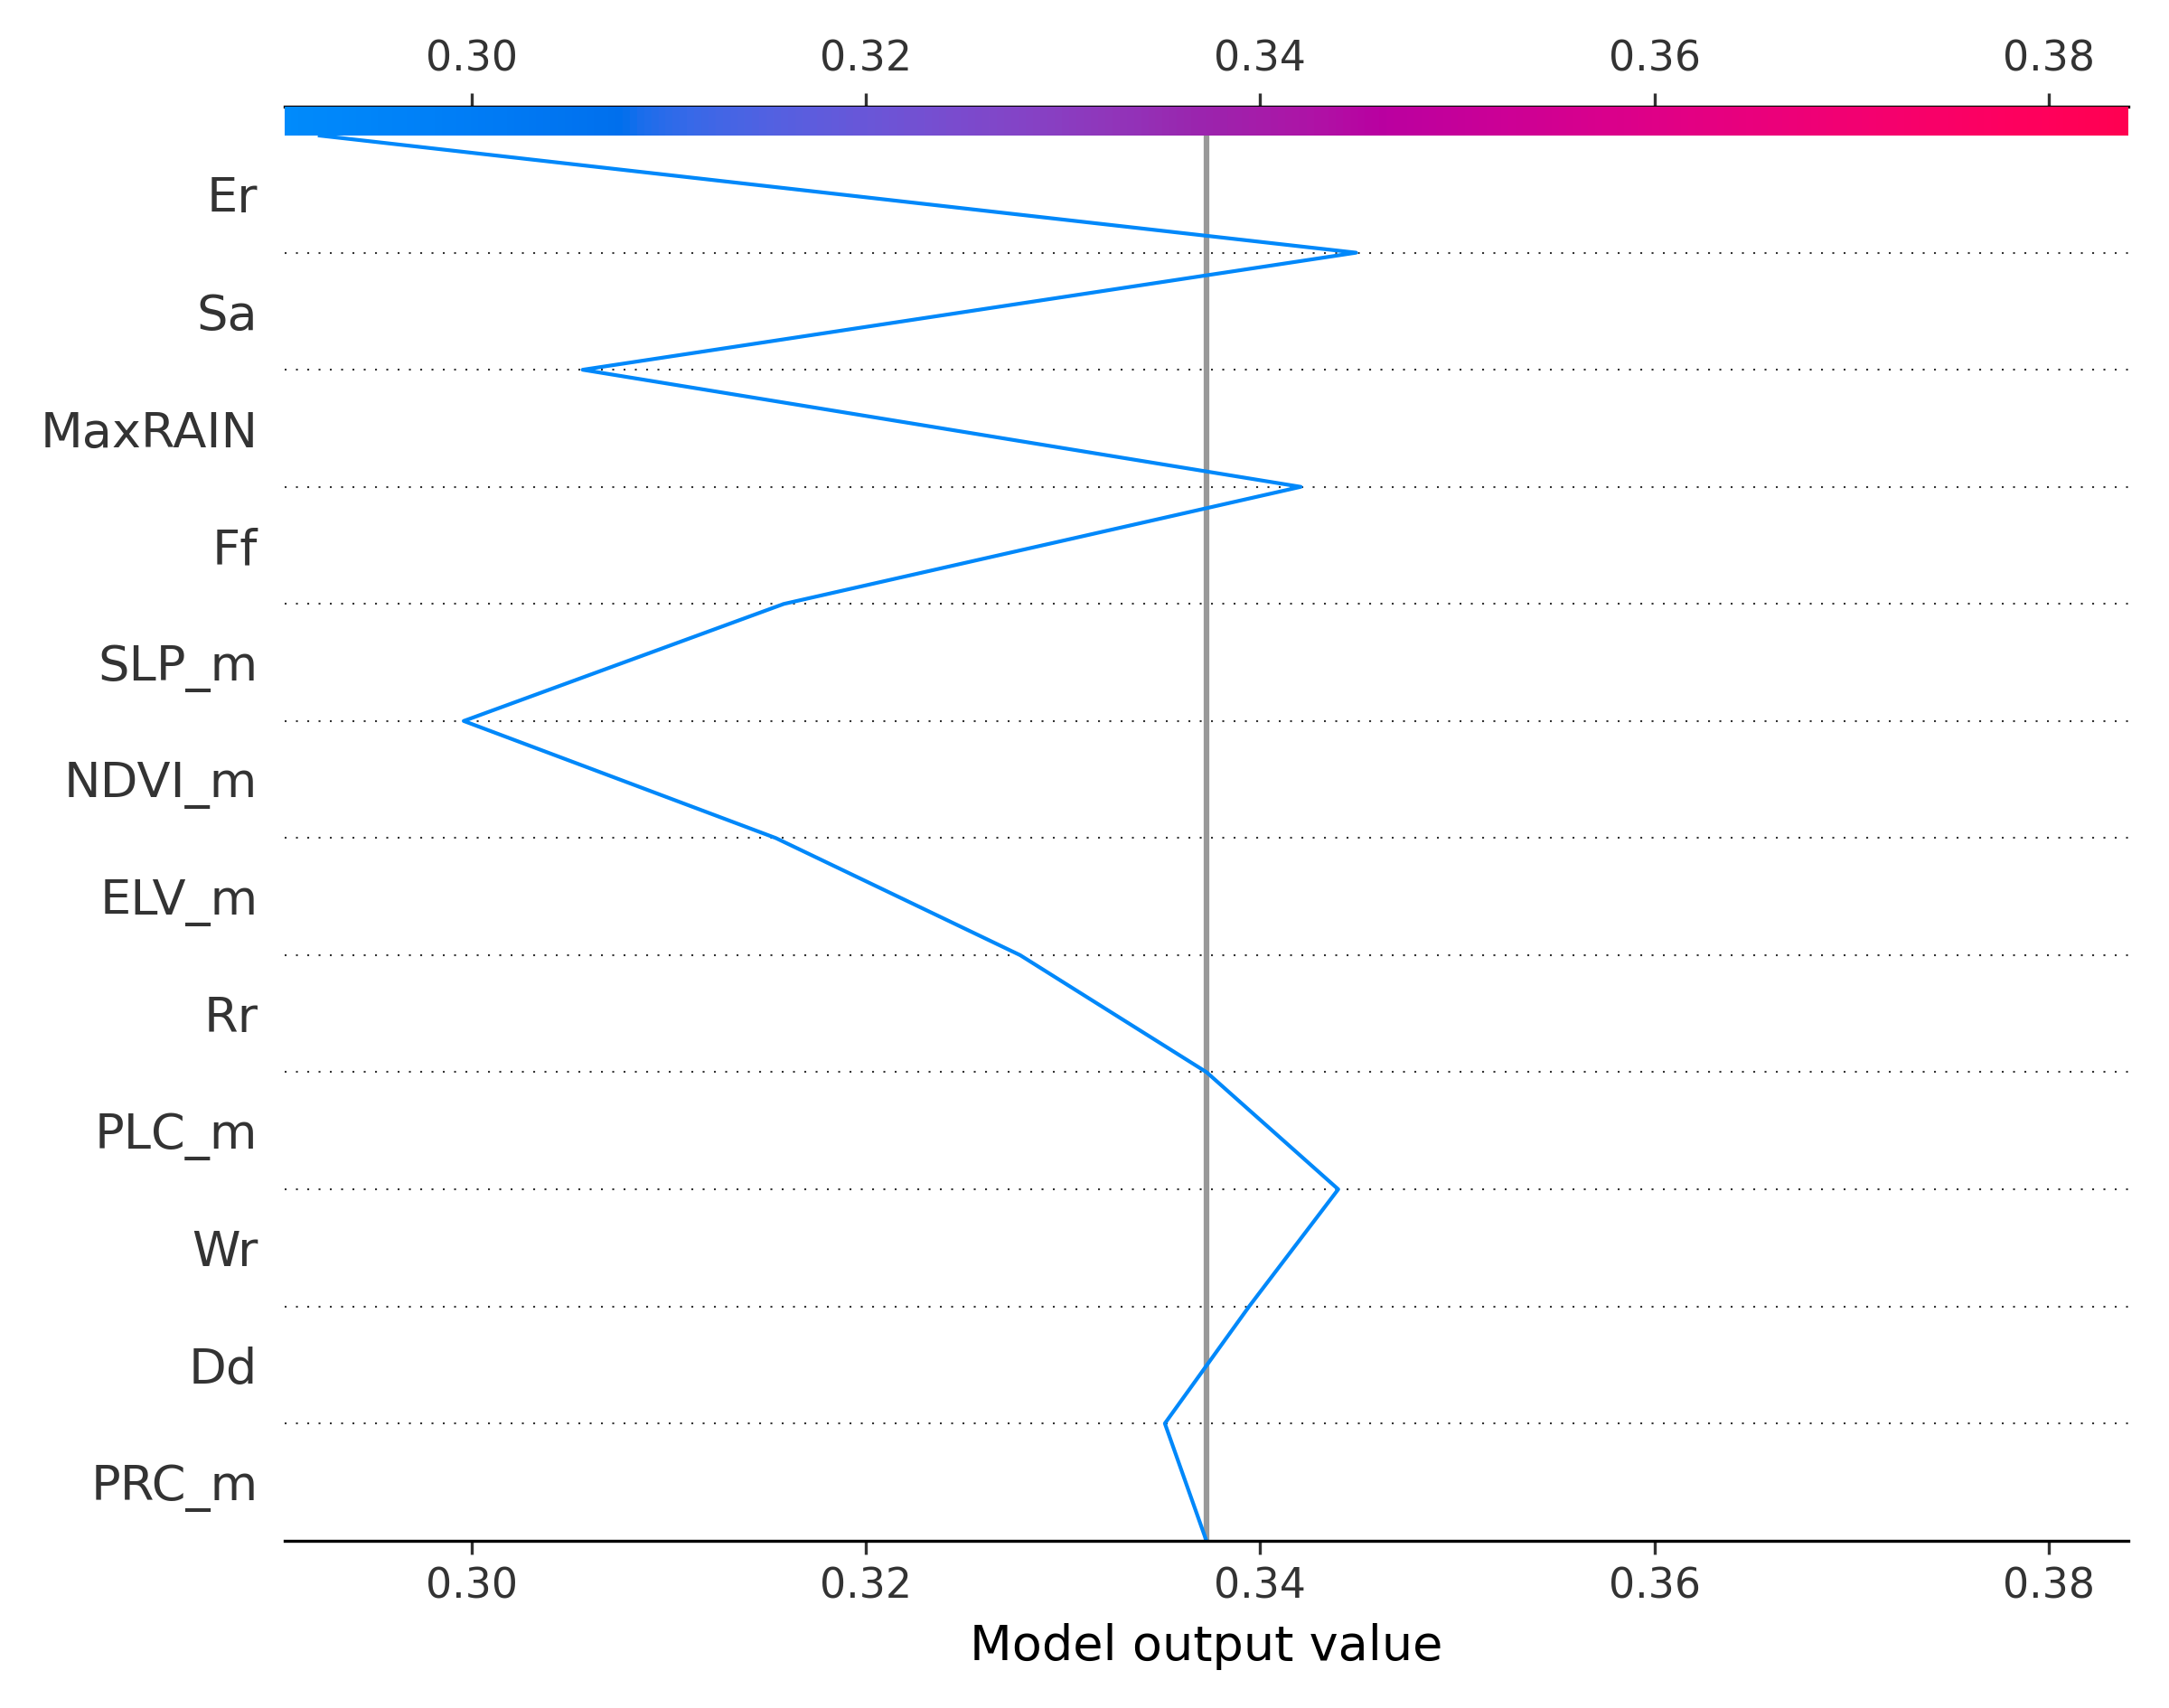 0.30 0.32 0.34 0.36 0.38
Er
Sa
MaxRAIN
Ff
SLP_m
NDVI_m
ELV_m
Rr
PLC_m
Wr
Dd
PRC_m
0.30 0.32 0.34 0.36 0.38
Model output value